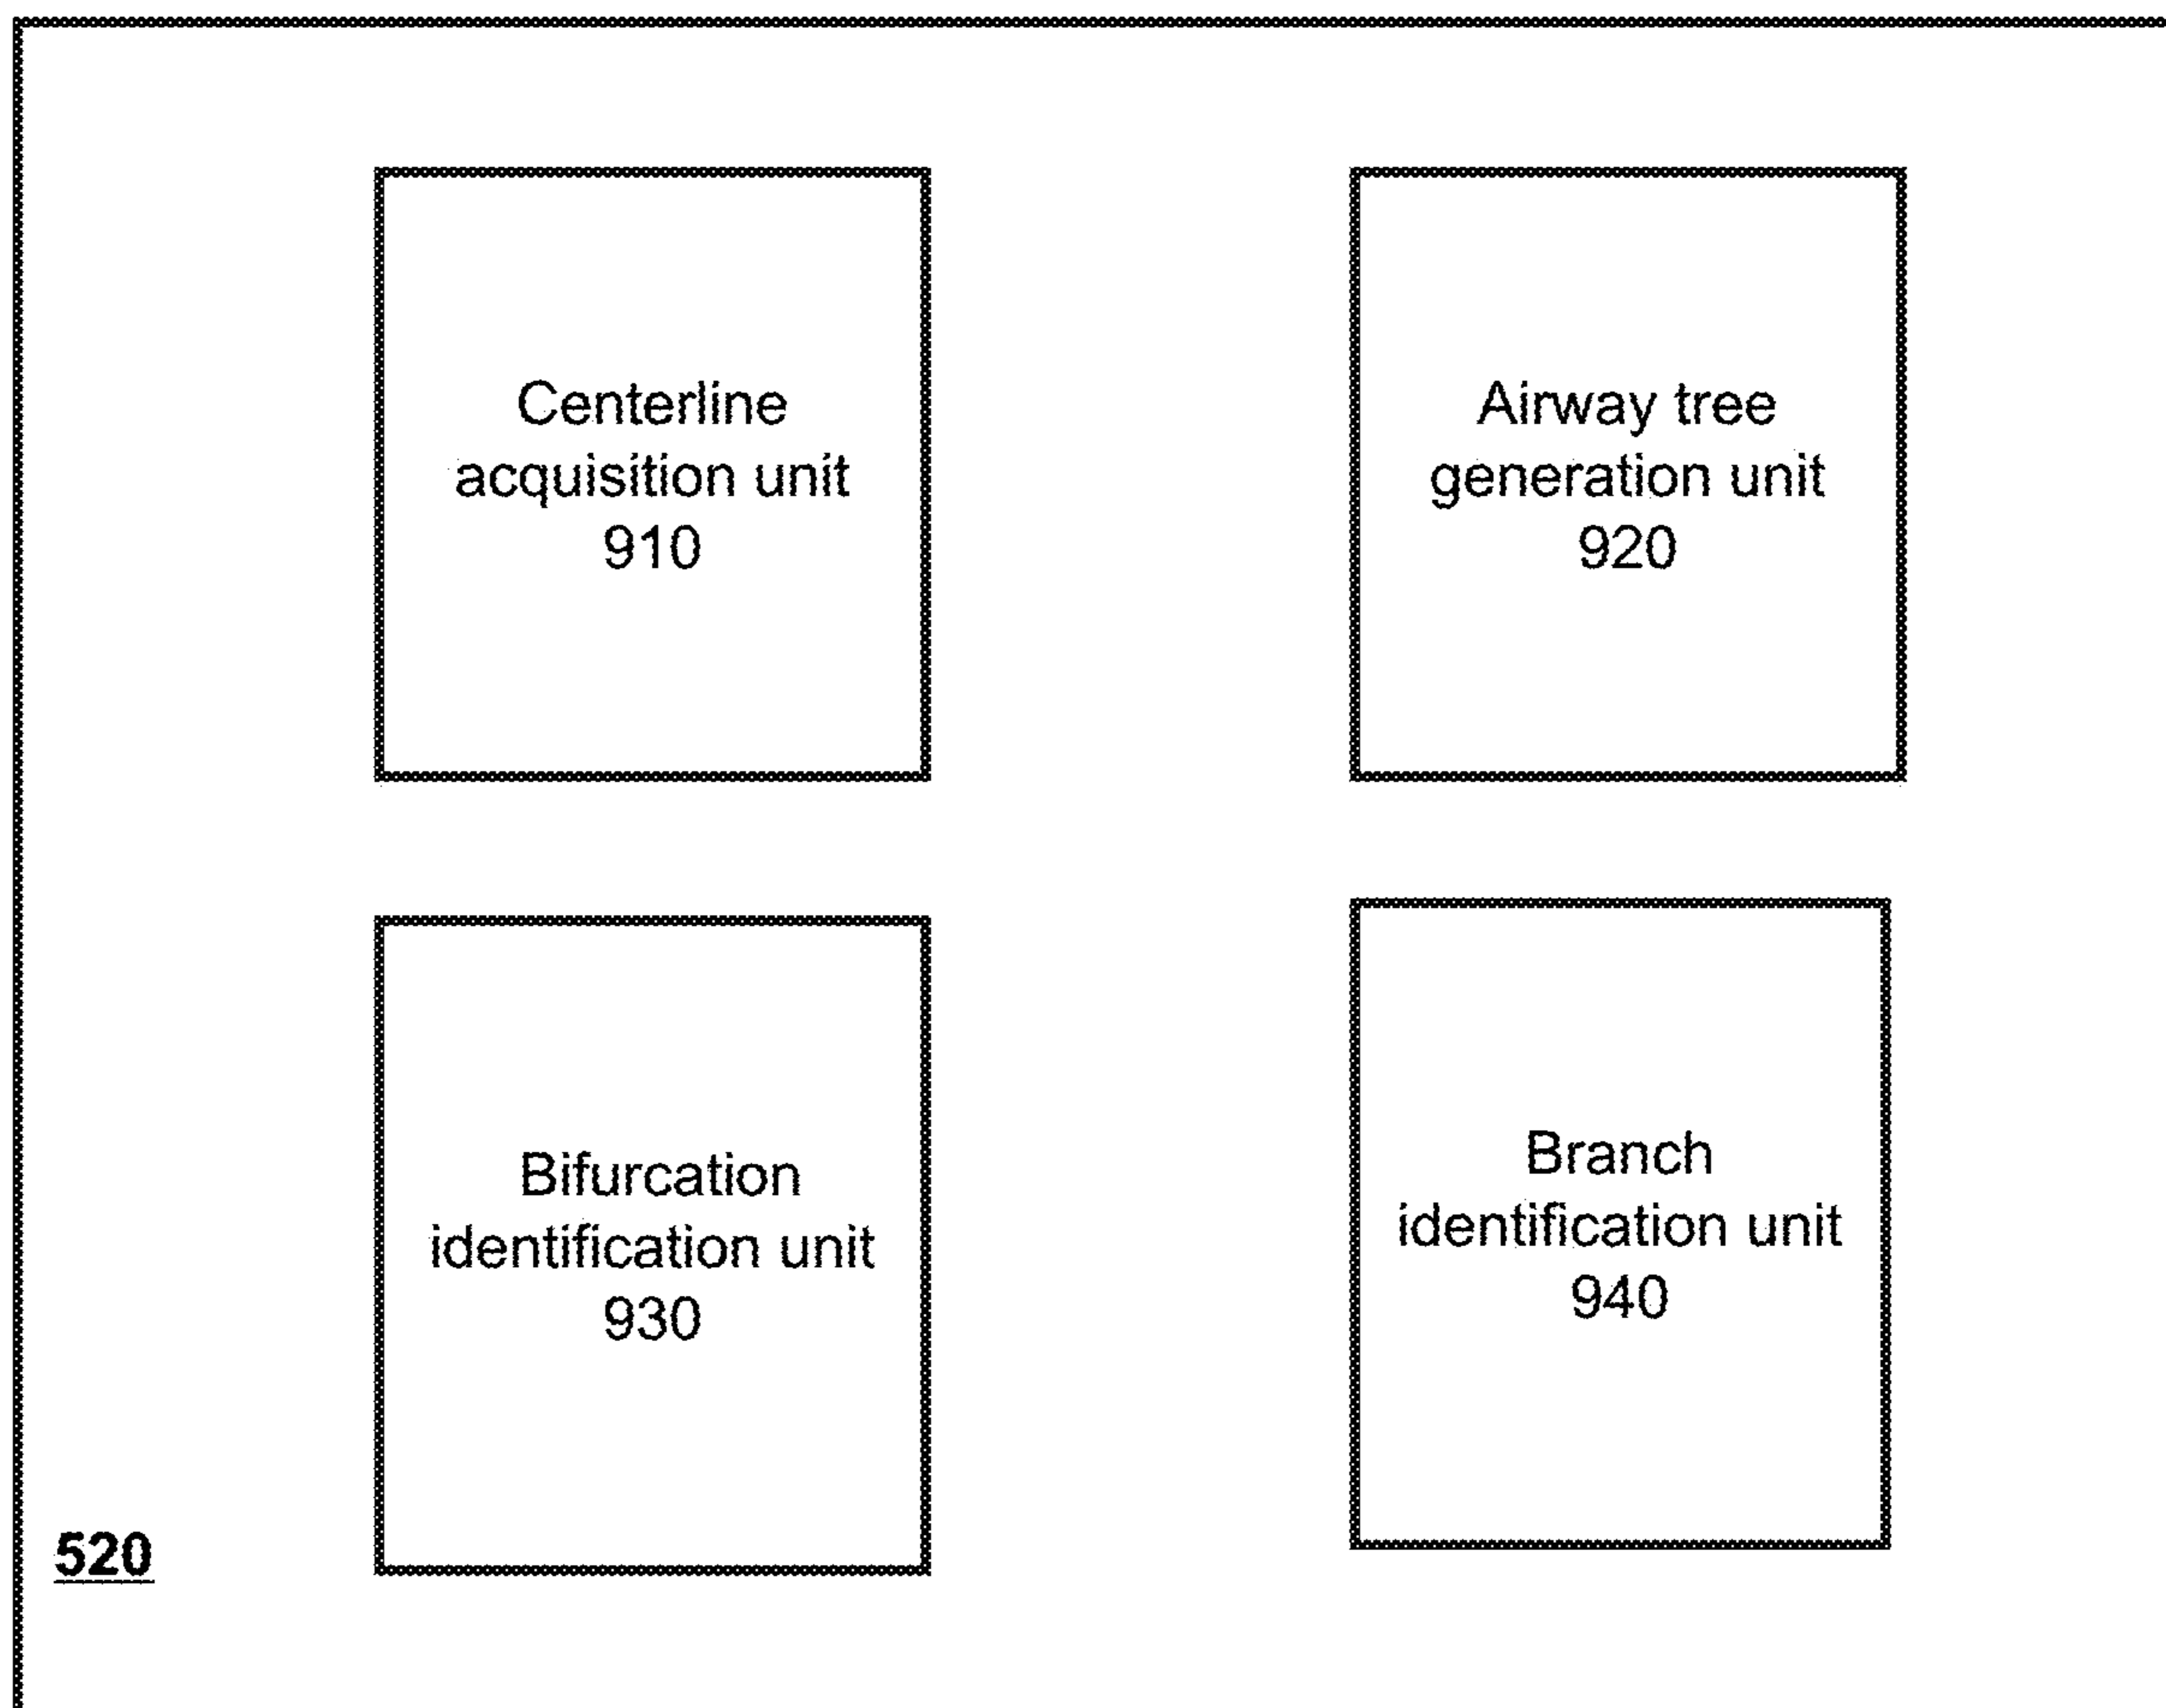 Centerline
acquisition unit
910
Airway tree
generation unit
920
Bifurcation
identification unit
930
Branch
identification unit
940
520